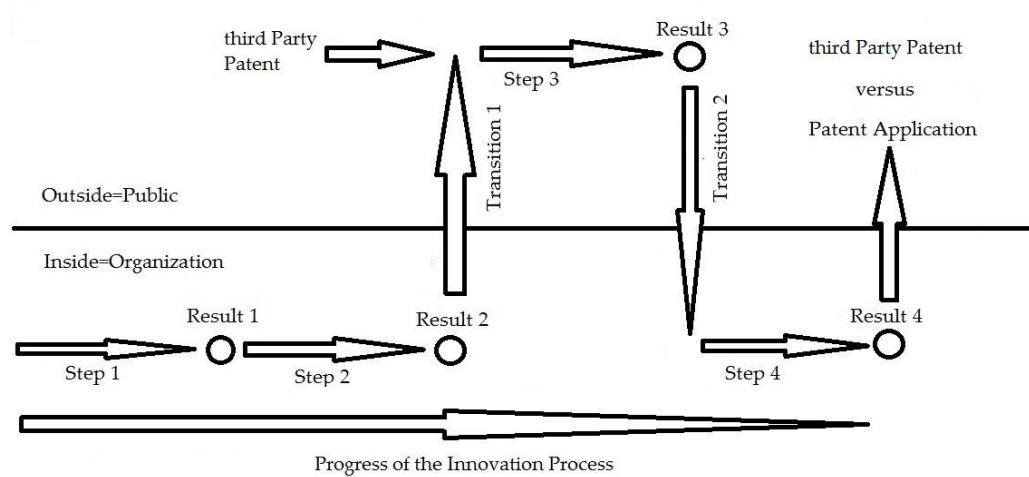 third Party
Patent
Step 3
Result 3
third Party Patent
versus
Patent Application
Transition 1
Transition 2
Outside=Public
Inside=Organization
Result 1
Result 2
Result 4
Step 1
Step 2
Step 4
Progress of the Innovation Process